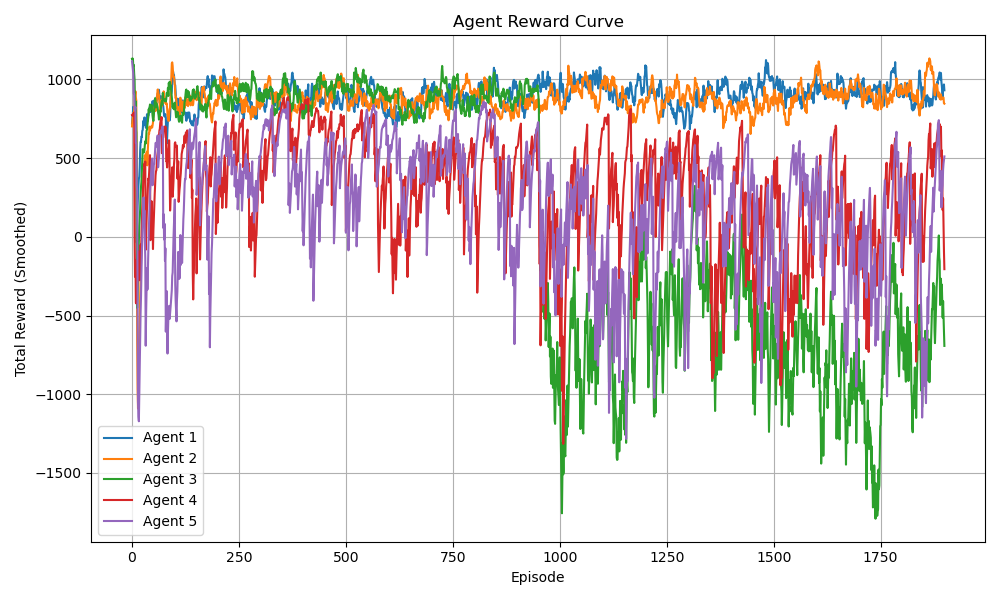 Agent Reward Curve
Total Reward (Smoothed)
1000
500
0
−500
−1000
−1500
Agent 1
Agent 2
Agent 3
Agent 4
Agent 5
0 250 500 750 1000 1250 1500 1750
Episode